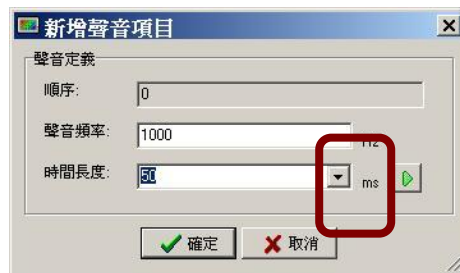 新增聲音項目
聲音定義
順序: 0
聲音頻率: 1000 Hz
時間長度: 50 ms
確定 取消